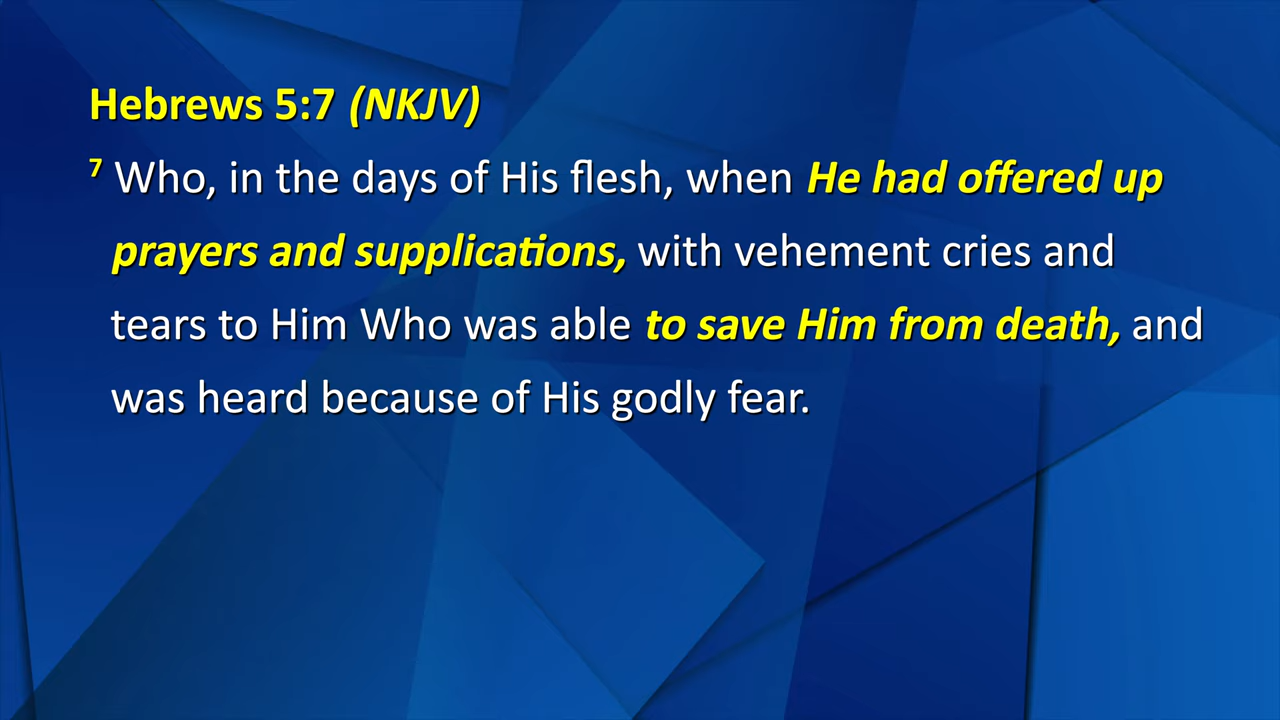 Hebrews 5:7 (NKJV)
7 Who, in the days of His flesh, when He had offered up
prayers and supplications, with vehement cries and
tears to Him Who was able to save Him from death, and
was heard because of His godly fear.